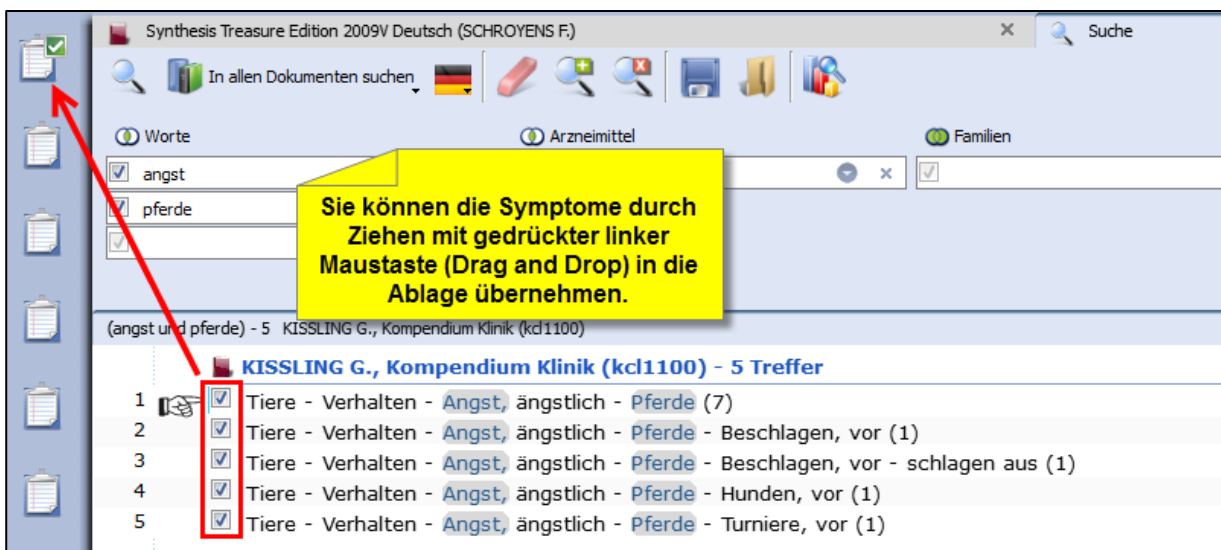 Synthesis Treasure Edition 2009V Deutsch (SCHROYENS F.)
Suche
In allen Dokumenten suchen
Worte
Arzneimittel
Familien
angst
pferde
Sie können die Symptome durch
Ziehen mit gedrückter linker
Maustaste (Drag and Drop) in die
Ablage übernehmen.
(angst und pferde) - 5 KISSLING G., Kompendium Klinik (kcl1100)
KISSLING G., Kompendium Klinik (kcl1100) - 5 Treffer
1 Tiere - Verhalten - Angst, ängstlich - Pferde (7)
2 Tiere - Verhalten - Angst, ängstlich - Pferde - Beschlagen, vor (1)
3 Tiere - Verhalten - Angst, ängstlich - Pferde - Beschlagen, vor - schlagen aus (1)
4 Tiere - Verhalten - Angst, ängstlich - Pferde - Hunden, vor (1)
5 Tiere - Verhalten - Angst, ängstlich - Pferde - Turniere, vor (1)